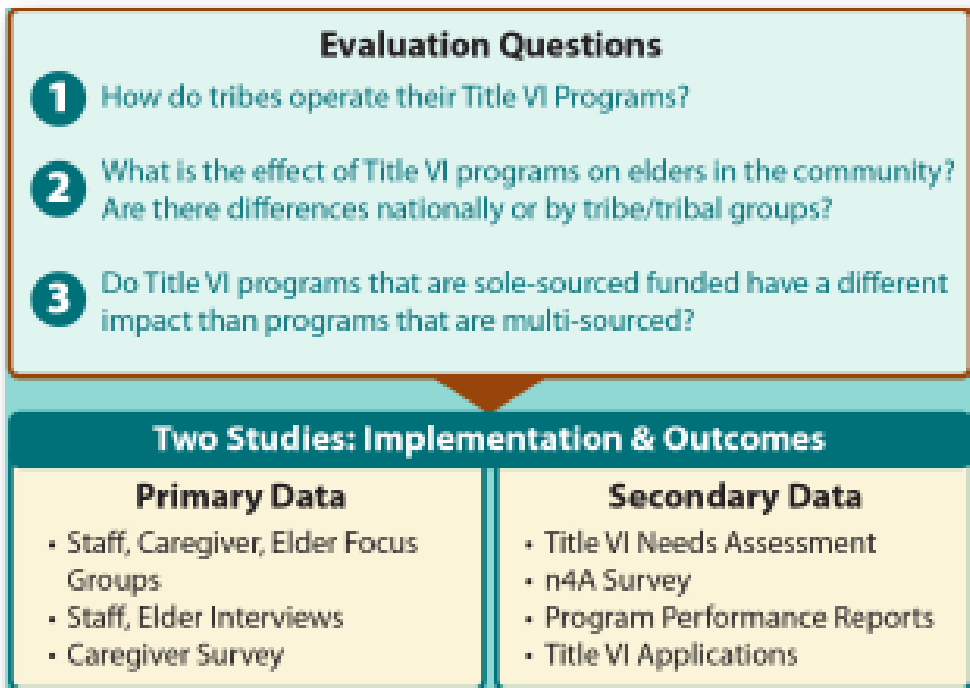 Evaluation Questions
1 How do tribes operate their Title VI Programs?
2 What is the effect of Title VI programs on elders in the community?
Are there differences nationally or by tribe/tribal groups?
3 Do Title VI programs that are sole-sourced funded have a different
impact than programs that are multi-sourced?
Two Studies: Implementation & Outcomes
Primary Data
• Staff, Caregiver, Elder Focus
Groups
• Staff, Elder Interviews
• Caregiver Survey
Secondary Data
• Title VI Needs Assessment
• n4A Survey
• Program Performance Reports
• Title VI Applications